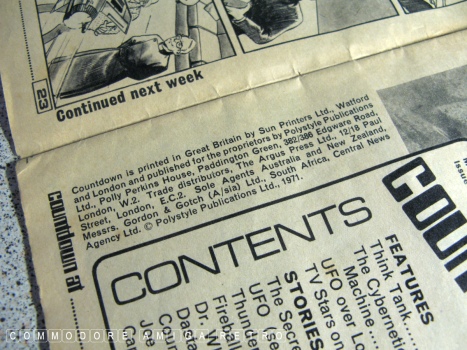 23
Continued next week
Countdown is printed in Great Britain by Sun Printers Ltd., Watford
and London and published for the proprietors by Polystyle Publications
Ltd., Polly Perkins House, Paddington Green, 382/386 Edgware Road,
London, W.2. Trade distributors, The Argus Press Ltd., 12/18 Paul
Street, London, E.C.2. Sole Agents Australia and New Zealand,
Messrs. Gordon & Gotch (A/sia) Ltd., South Africa, Central News
Agency Ltd. © Polystyle Publications Ltd., 1971.
countdown at
COUN
CONTENTS
FEATURES
Think Tank
The Cyberneti
Machine
UFO over Lo
TV Stars on
STORIES
The Secre
UFO
Thunde
Fireba
Dr. W
COMMODORE AMIGA RETRO